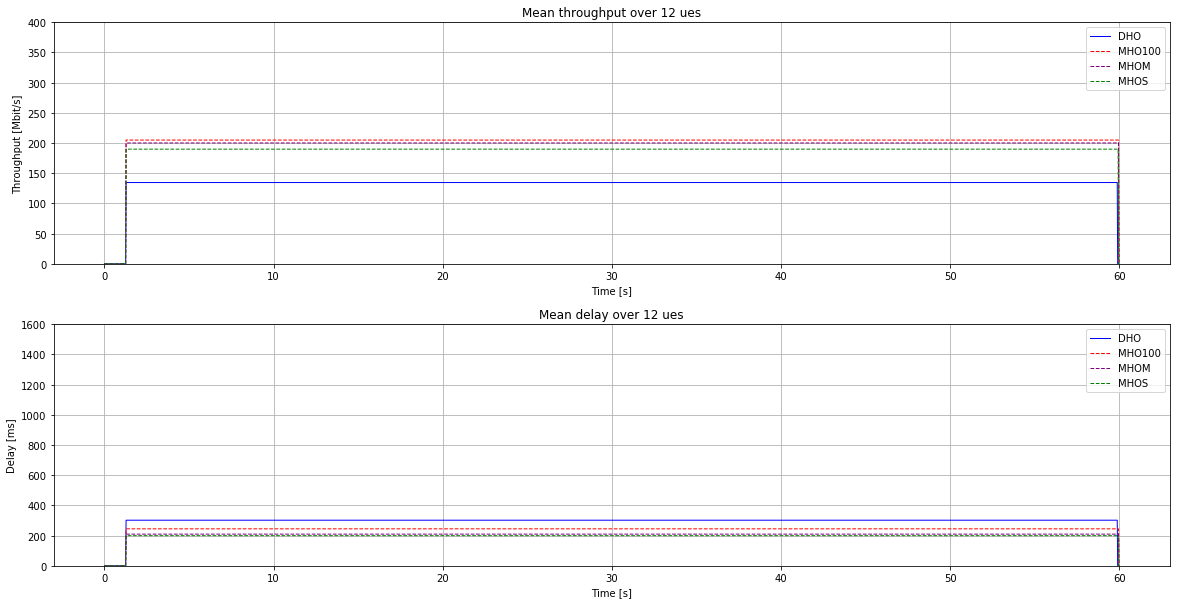 Mean throughput over 12 ues
Throughput [Mbit/s]
400
350
300
250
200
150
100
50
0
DHO
MHO100
MHOM
MHOS
0 10 20 30 40 50 60
Time [s]
Mean delay over 12 ues
Delay [ms]
1600
1400
1200
1000
800
600
400
200
0
DHO
MHO100
MHOM
MHOS
0 10 20 30 40 50 60
Time [s]